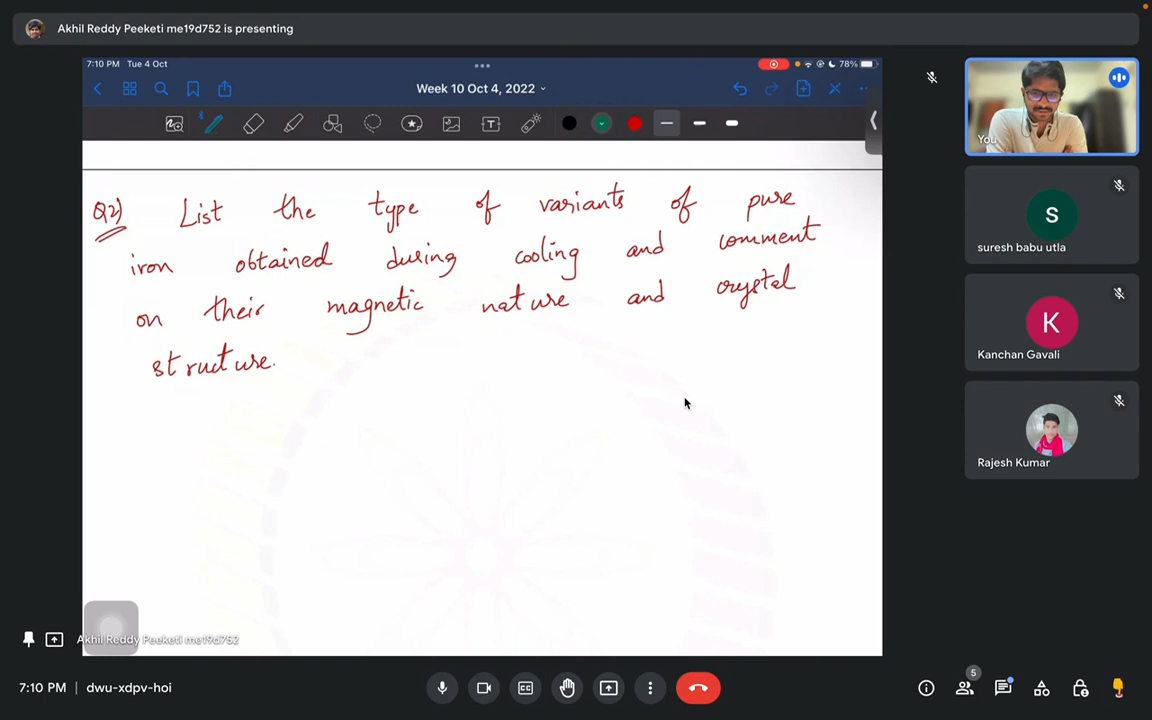 Akhil Reddy Peeketi me19d752 is presenting
7:10 PM Tue 4 Oct
78%
Week 10 Oct 4, 2022
You
S
suresh babu utla
K
Kanchan Gavali
Rajesh Kumar
Q2) List the type of variants of pure
iron obtained during cooling and comment
on their magnetic nature and crystal
structure.
Akhil Reddy Peeketi me19d752
7:10 PM | dwu-xdpv-hoi
5